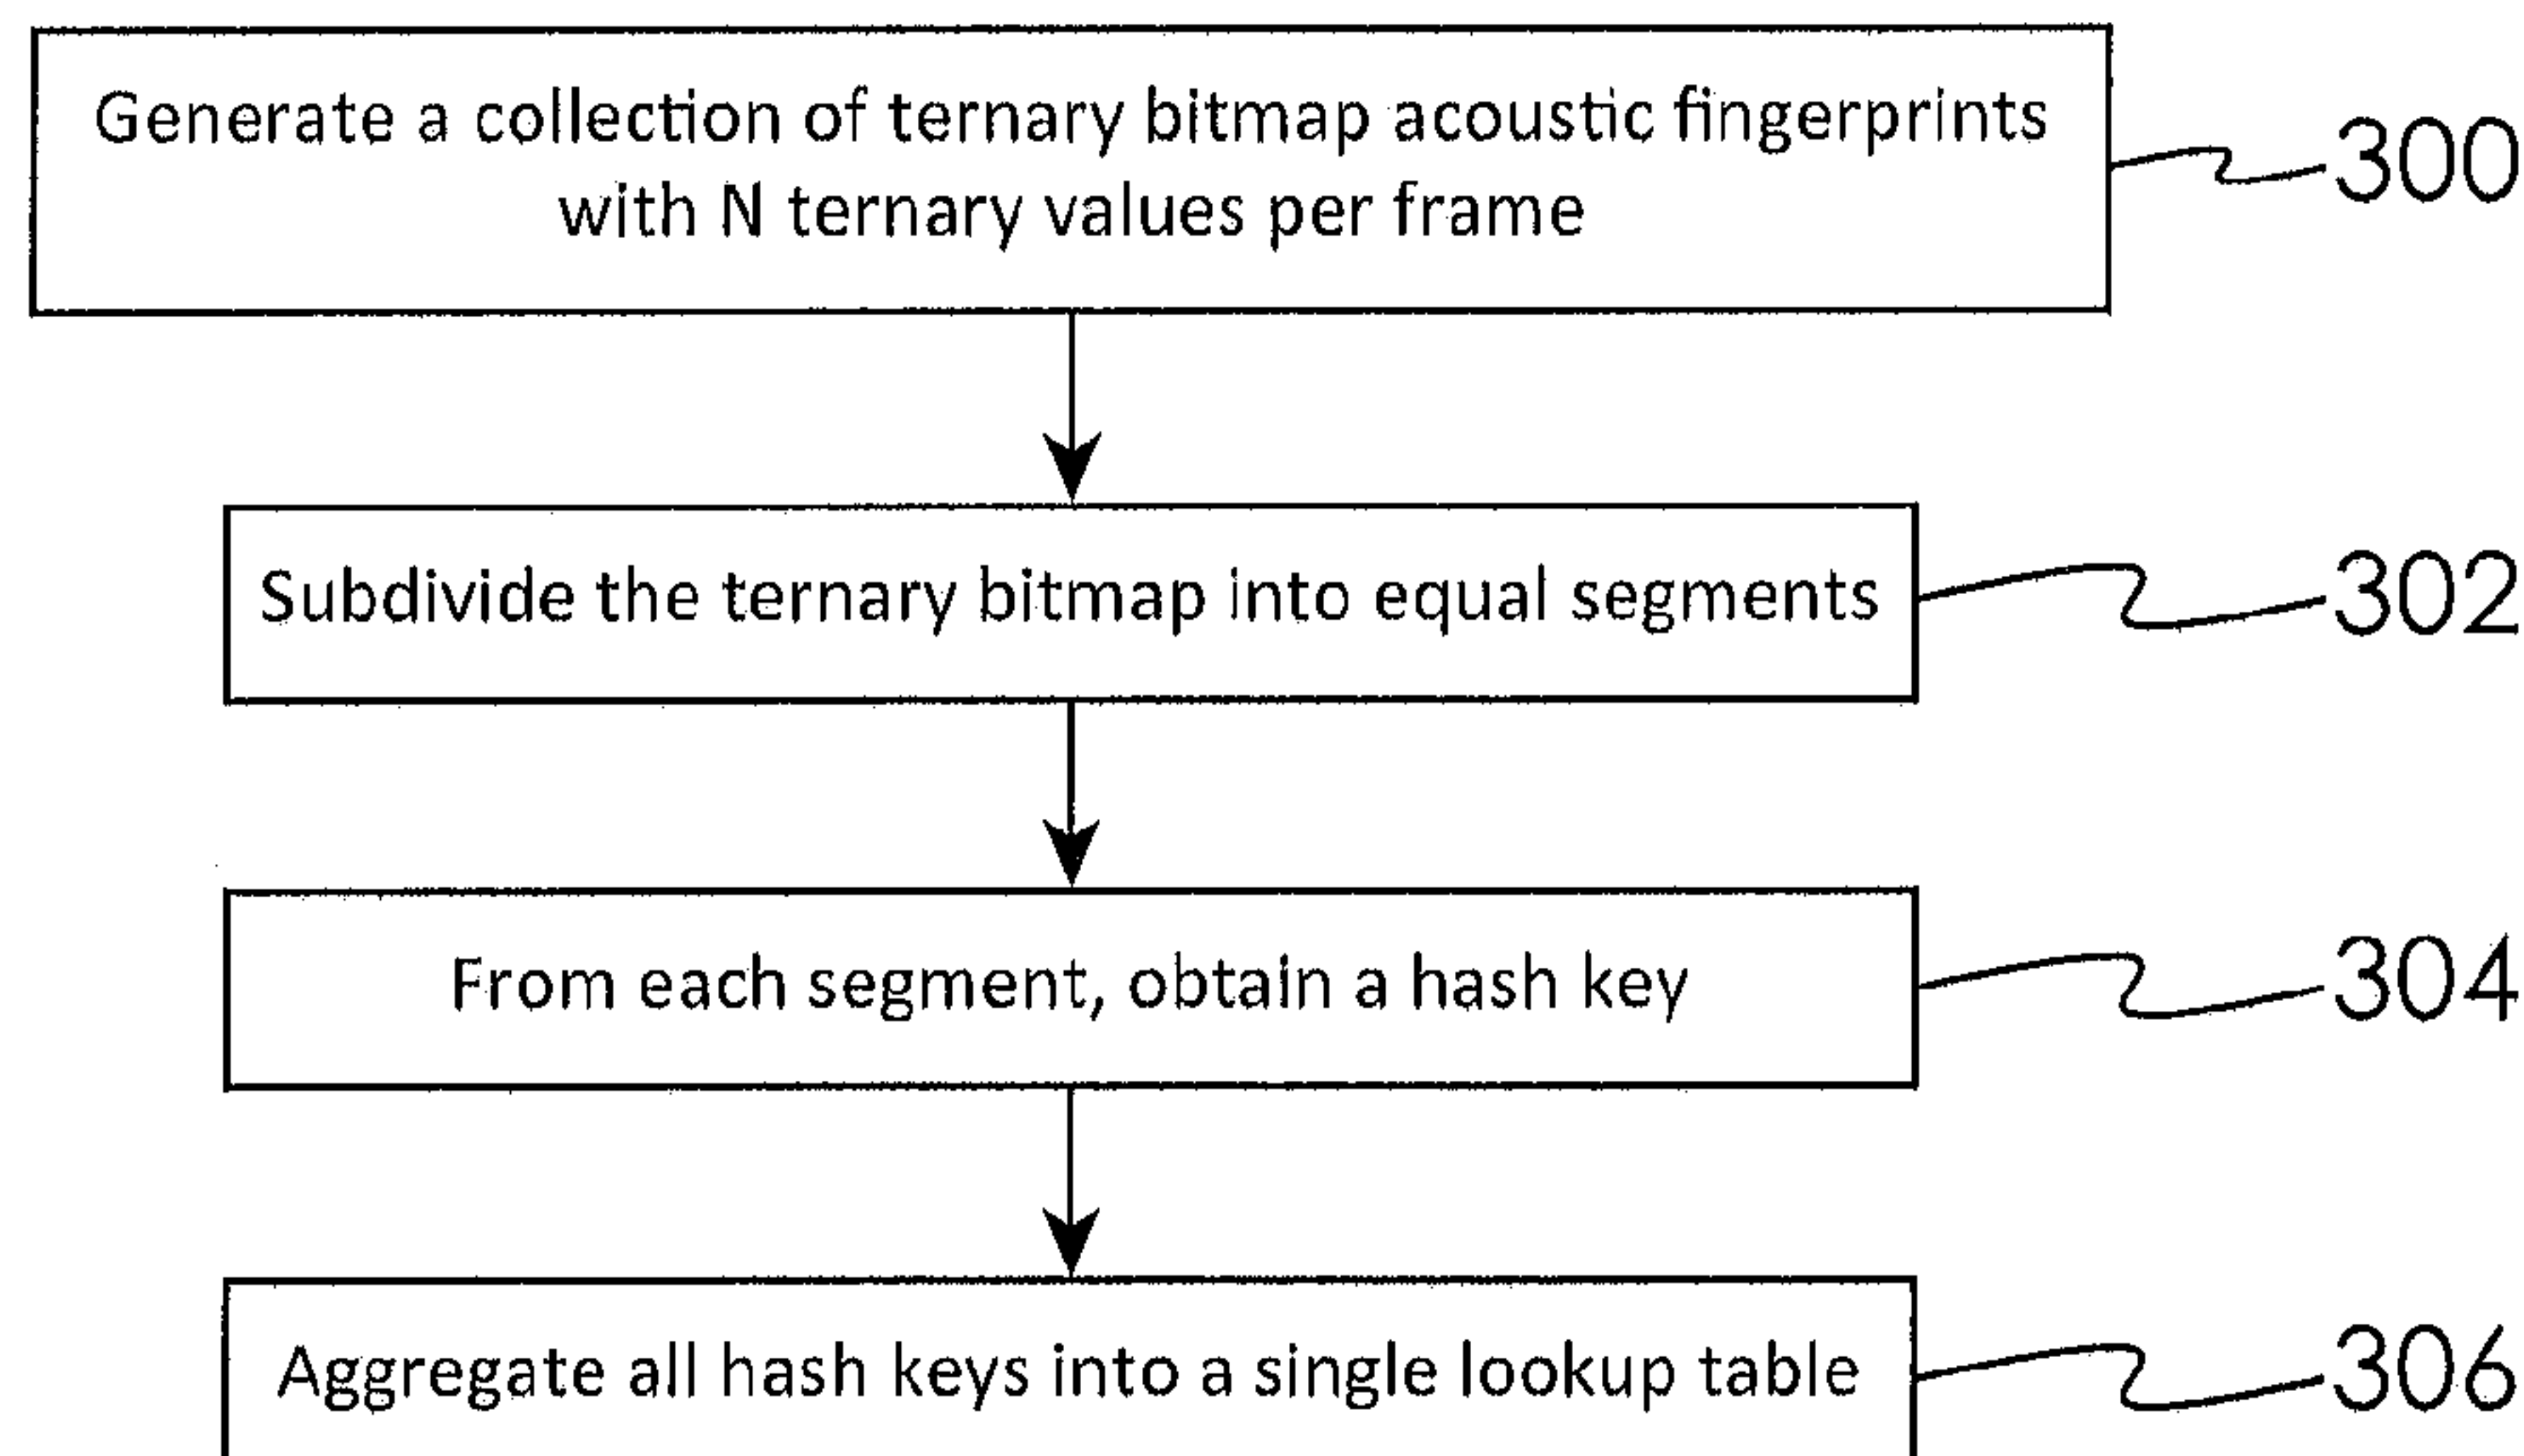 Generate a collection of ternary bitmap acoustic fingerprints
with N ternary values per frame
300
Subdivide the ternary bitmap into equal segments
302
From each segment, obtain a hash key
304
Aggregate all hash keys into a single lookup table
306